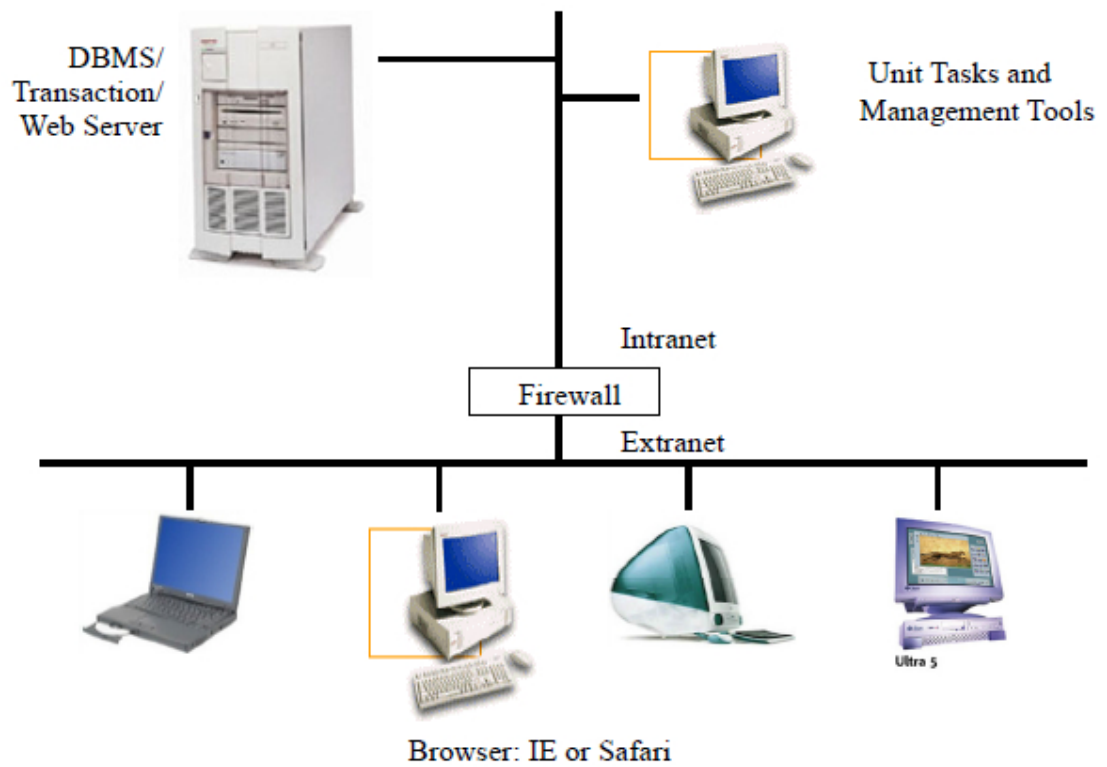 DBMS/
Transaction/
Web Server
Unit Tasks and
Management Tools
Intranet
Firewall
Extranet
Ultra 5
Browser: IE or Safari